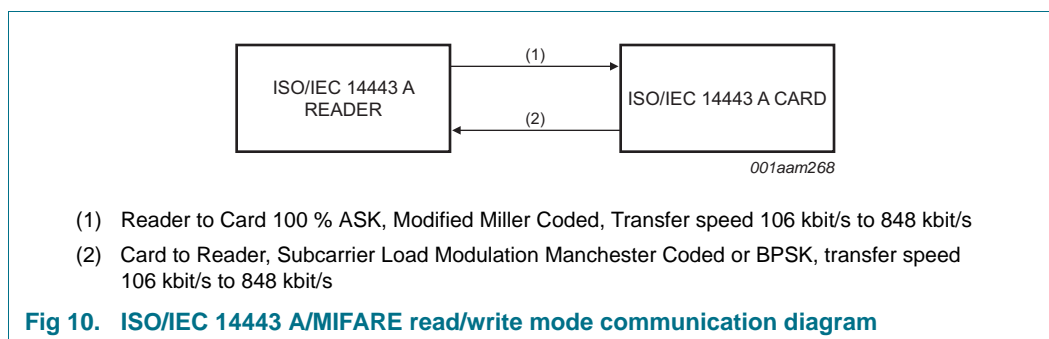 (1)
ISO/IEC 14443 A
READER
ISO/IEC 14443 A CARD
(2)
001aam268
(1) Reader to Card 100 % ASK, Modified Miller Coded, Transfer speed 106 kbit/s to 848 kbit/s
(2) Card to Reader, Subcarrier Load Modulation Manchester Coded or BPSK, transfer speed
106 kbit/s to 848 kbit/s
Fig 10. ISO/IEC 14443 A/MIFARE read/write mode communication diagram